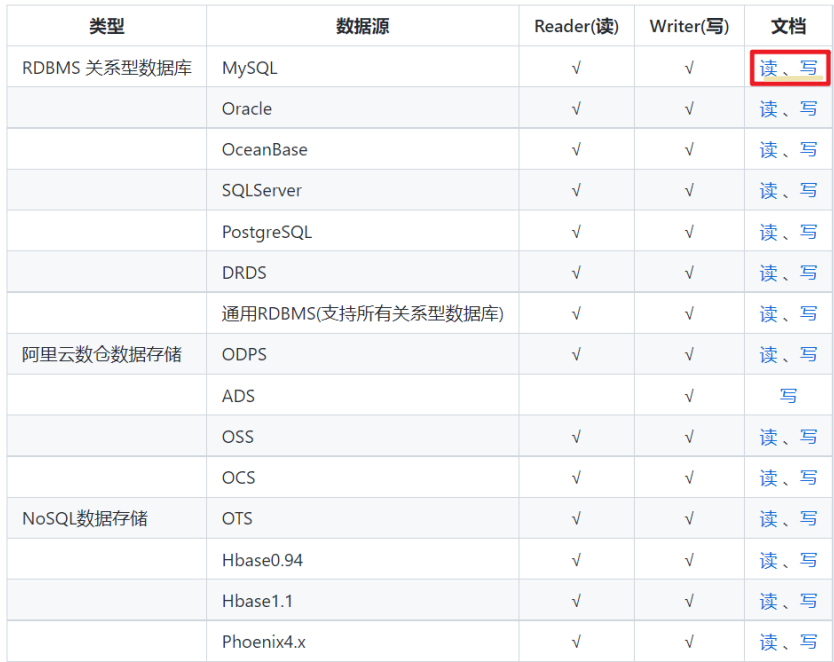 类型 数据源 Reader(读) Writer(写) 文档
RDBMS 关系型数据库 MySQL √ √ 读、写
Oracle √ √ 读、写
OceanBase √ √ 读、写
SQLServer √ √ 读、写
PostgreSQL √ √ 读、写
DRDS √ √ 读、写
通用RDBMS(支持所有关系型数据库) √ √ 读、写
阿里云数仓数据存储 ODPS √ √ 读、写
ADS √ 写
OSS √ √ 读、写
OCS √ √ 读、写
NoSQL数据存储 OTS √ √ 读、写
Hbase0.94 √ √ 读、写
Hbase1.1 √ √ 读、写
Phoenix4.x √ √ 读、写